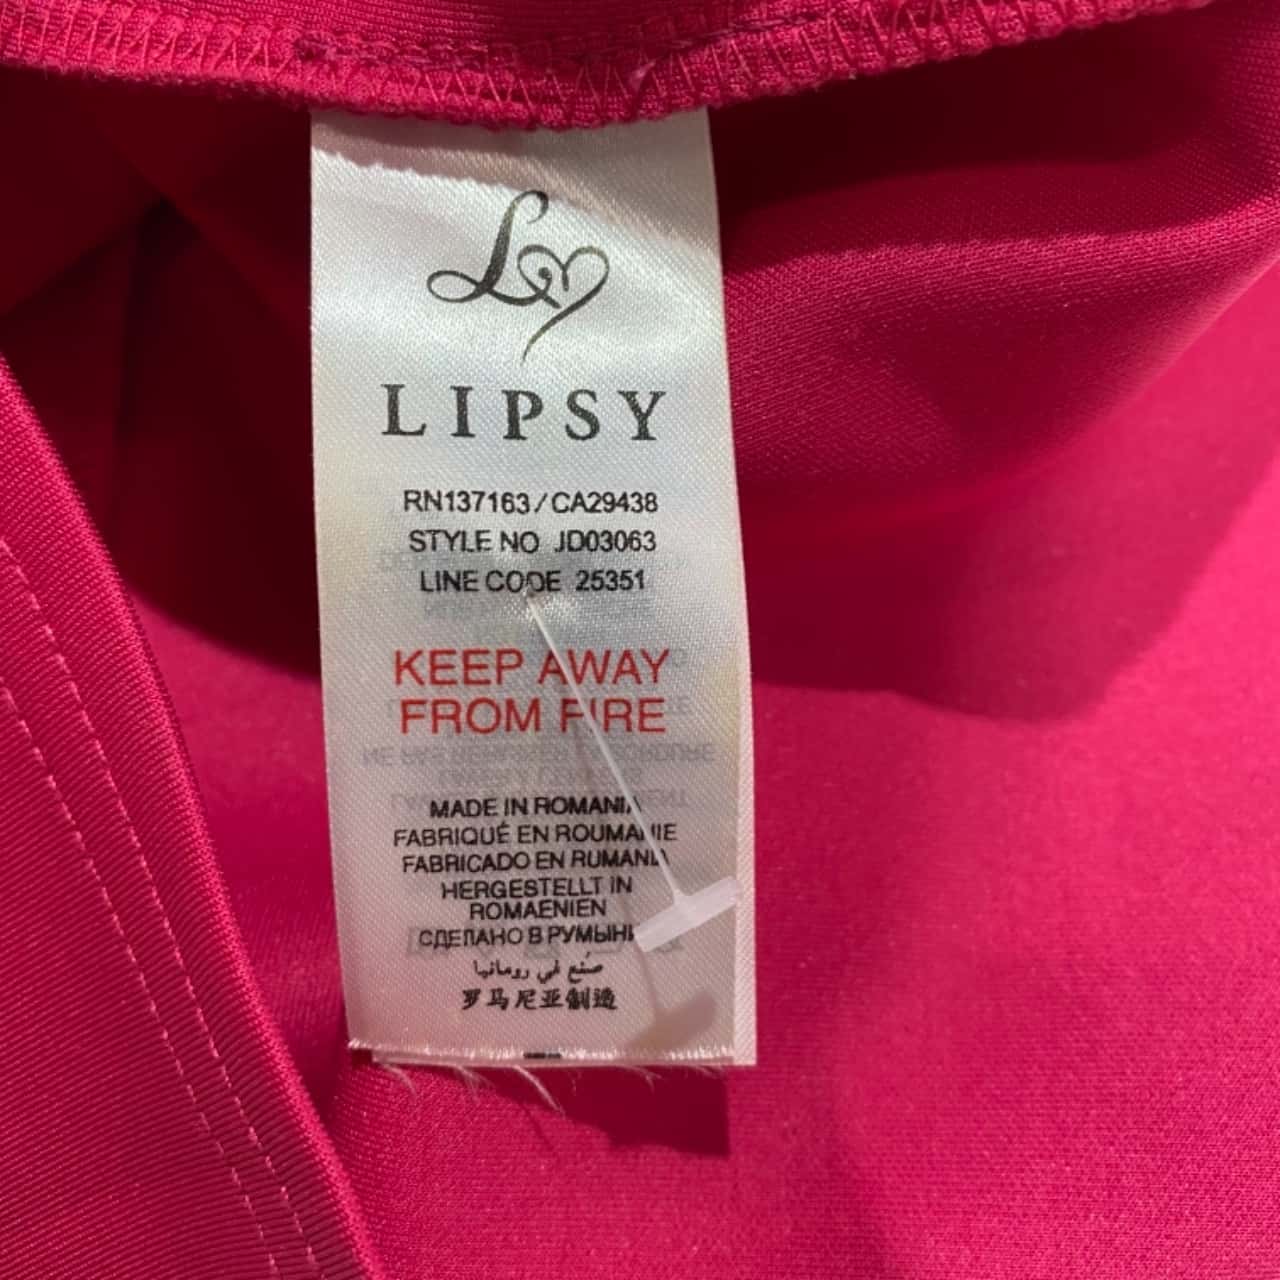 LIPSY
RN137163/CA29438
STYLE NO JD03063
LINE CODE 25351
KEEP AWAY
FROM FIRE
MADE IN ROMANIA
FABRIQUÉ EN ROUMANIE
FABRICADO EN RUMANIA
HERGESTELLT IN
ROMAENIEN
СДЕЛАНО В РУМЫНИ
صُنع في رومانيا
罗马尼亚制造